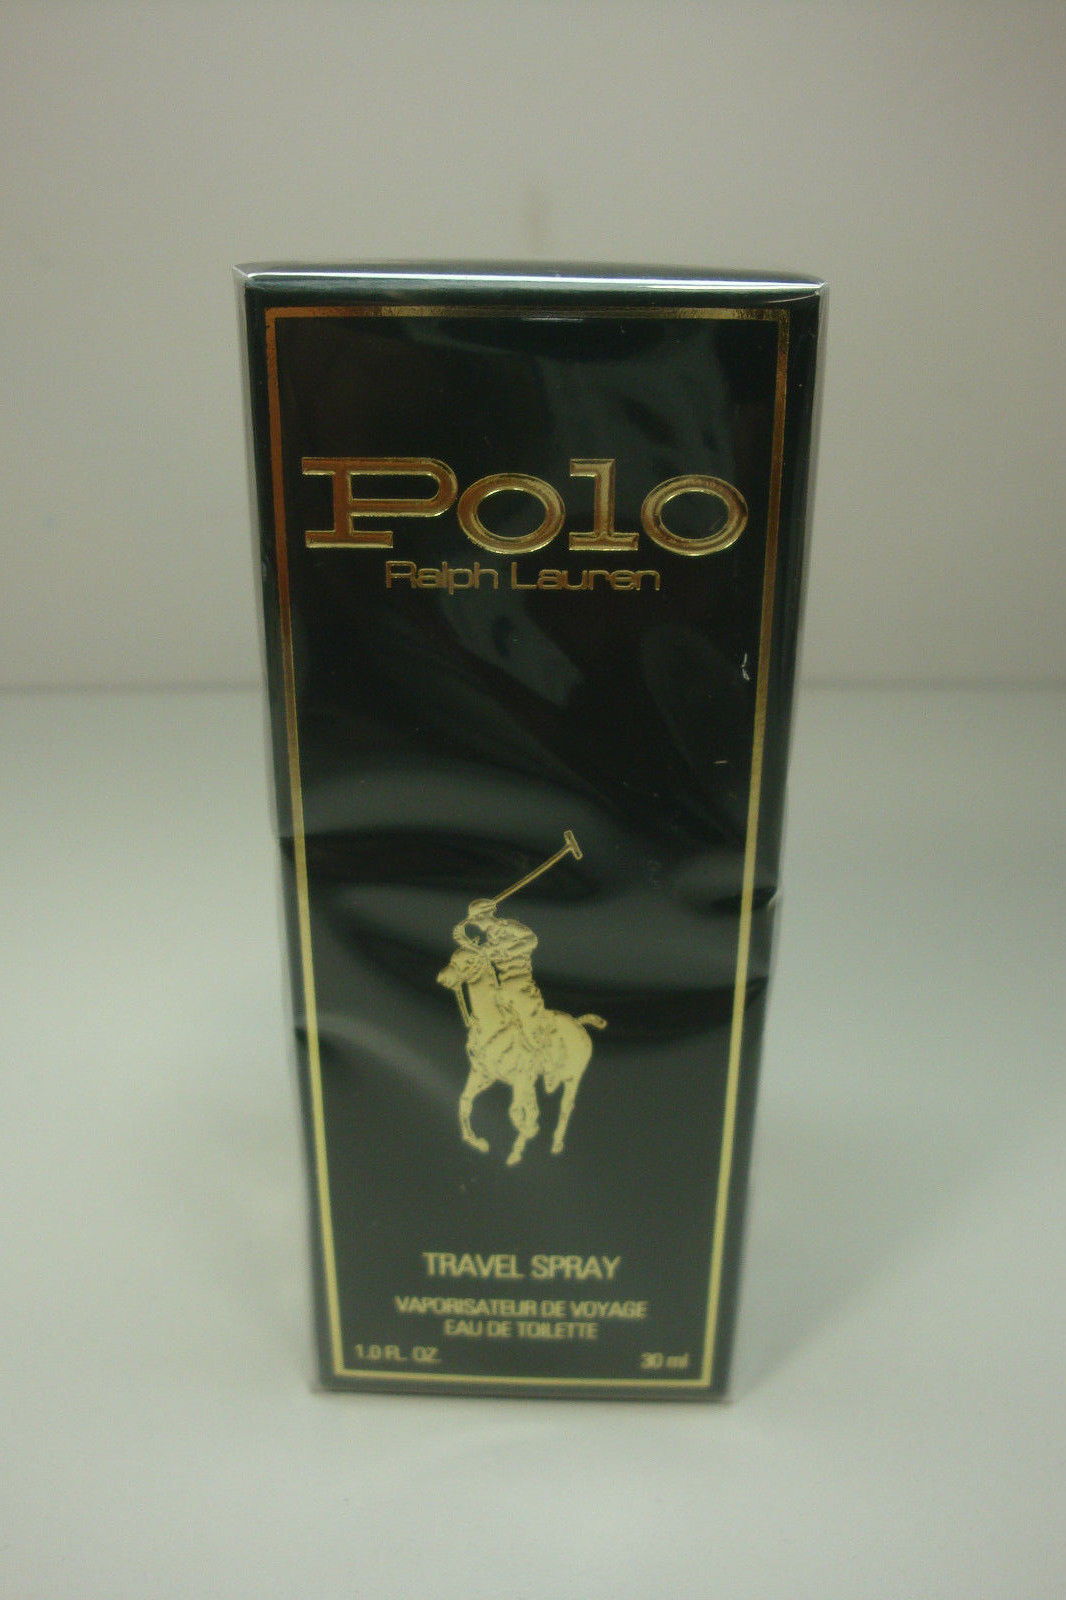 Polo
Ralph Lauren
TRAVEL SPRAY
VAPORISATEUR DE VOYAGE
EAU DE TOILETTE
1.0 FL. OZ. 30 ml